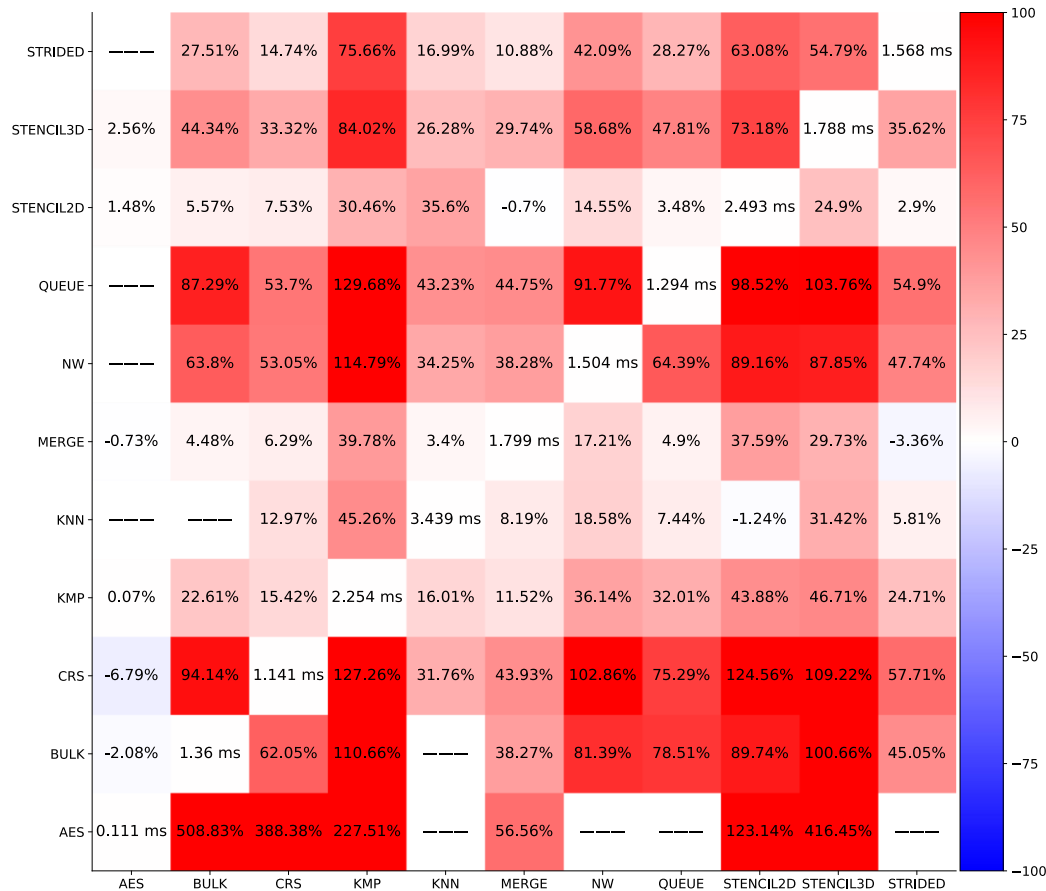 STRIDED ——— 27.51% 14.74% 75.66% 16.99% 10.88% 42.09% 28.27% 63.08% 54.79% 1.568 ms
STENCIL3D 2.56% 44.34% 33.32% 84.02% 26.28% 29.74% 58.68% 47.81% 73.18% 1.788 ms 35.62%
STENCIL2D 1.48% 5.57% 7.53% 30.46% 35.6% -0.7% 14.55% 3.48% 2.493 ms 24.9% 2.9%
QUEUE ——— 87.29% 53.7% 129.68% 43.23% 44.75% 91.77% 1.294 ms 98.52% 103.76% 54.9%
NW ——— 63.8% 53.05% 114.79% 34.25% 38.28% 1.504 ms 64.39% 89.16% 87.85% 47.74%
MERGE -0.73% 4.48% 6.29% 39.78% 3.4% 1.799 ms 17.21% 4.9% 37.59% 29.73% -3.36%
KNN ——— ——— 12.97% 45.26% 3.439 ms 8.19% 18.58% 7.44% -1.24% 31.42% 5.81%
KMP 0.07% 22.61% 15.42% 2.254 ms 16.01% 11.52% 36.14% 32.01% 43.88% 46.71% 24.71%
CRS -6.79% 94.14% 1.141 ms 127.26% 31.76% 43.93% 102.86% 75.29% 124.56% 109.22% 57.71%
BULK -2.08% 1.36 ms 62.05% 110.66% ——— 38.27% 81.39% 78.51% 89.74% 100.66% 45.05%
AES 0.111 ms 508.83% 388.38% 227.51% ——— 56.56% ——— ——— 123.14% 416.45% ———
AES BULK CRS KMP KNN MERGE NW QUEUE STENCIL2D STENCIL3D STRIDED
100
75
50
25
0
−25
−50
−75
−100